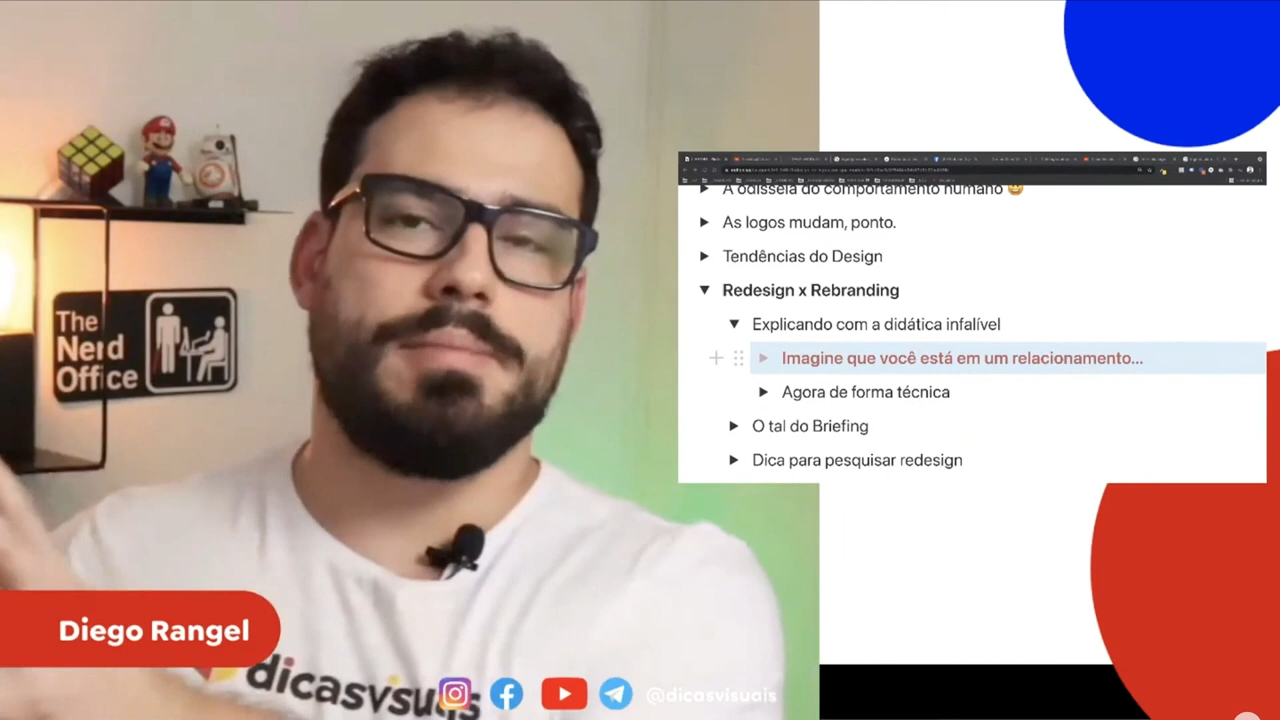 The
Nerd
Office
A odisseia do comportamento humano 🤩
As logos mudam, ponto.
Tendências do Design
Redesign x Rebranding
Explicando com a didática infalível
Imagine que você está em um relacionamento...
Agora de forma técnica
O tal do Briefing
Dica para pesquisar redesign
Diego Rangel
dicasvisuais
@dicasvisuais